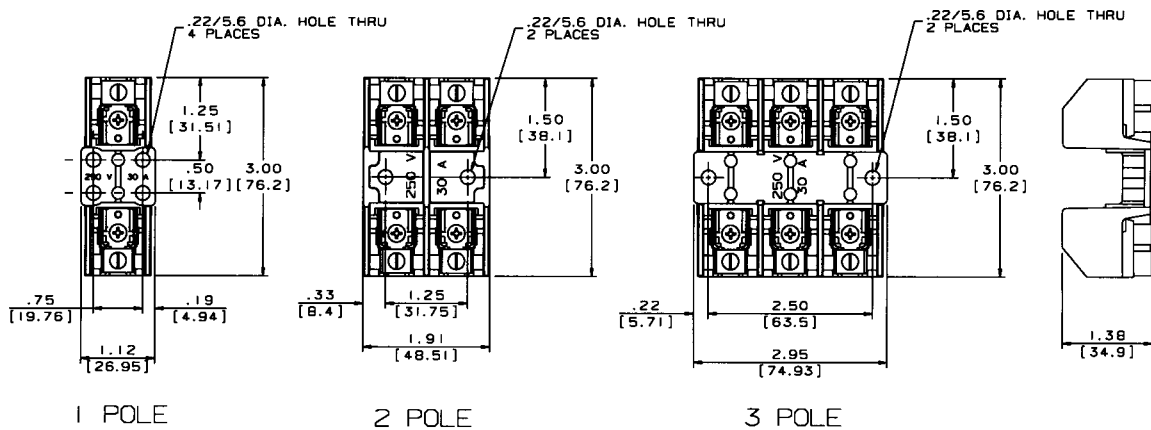 .22/5.6 DIA. HOLE THRU
4 PLACES
1.25
[31.51]
.50
[13.17]
3.00
[76.2]
250 V 30 A
.75
[19.76]
.19
[4.94]
1.12
[26.95]
1 POLE
.22/5.6 DIA. HOLE THRU
2 PLACES
1.50
[38.1]
3.00
[76.2]
250 V
30 A
.33
[8.4]
1.25
[31.75]
1.91
[48.51]
2 POLE
.22/5.6 DIA. HOLE THRU
2 PLACES
1.50
[38.1]
3.00
[76.2]
250 V
30 A
.22
[5.71]
2.50
[63.5]
2.95
[74.93]
3 POLE
1.38
[34.9]